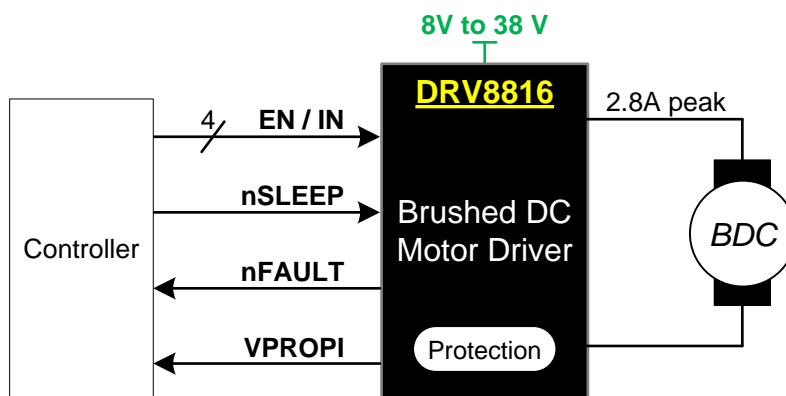 8V to 38 V
DRV8816
2.8A peak
4
EN / IN
nSLEEP
Brushed DC
Motor Driver
Controller
BDC
nFAULT
VPROPI
Protection